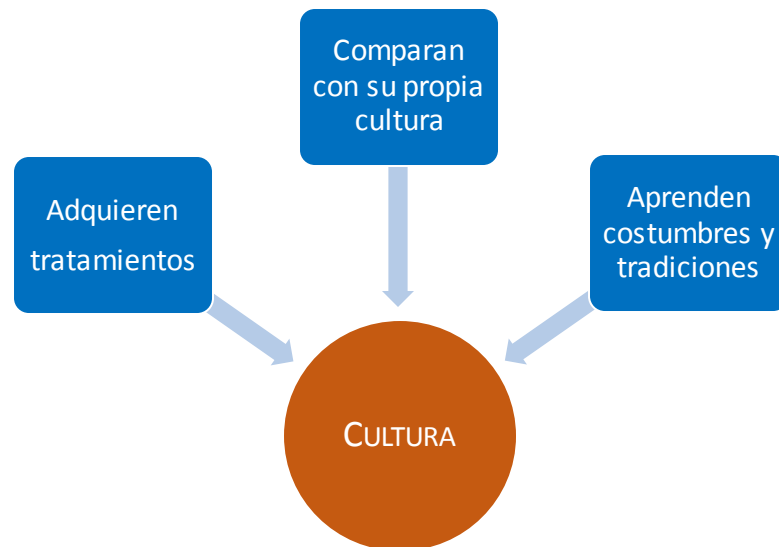 Comparan
con su propia
cultura
Adquieren
tratamientos
Aprenden
costumbres y
tradiciones
CULTURA